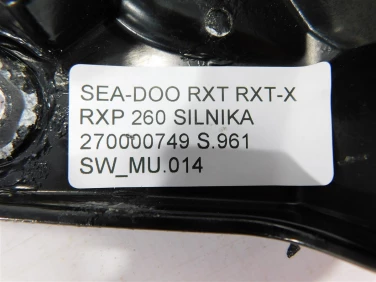 SEA-DOO RXT RXT-X
RXP 260 SILNIKA
270000749 S.961
SW_MU.014